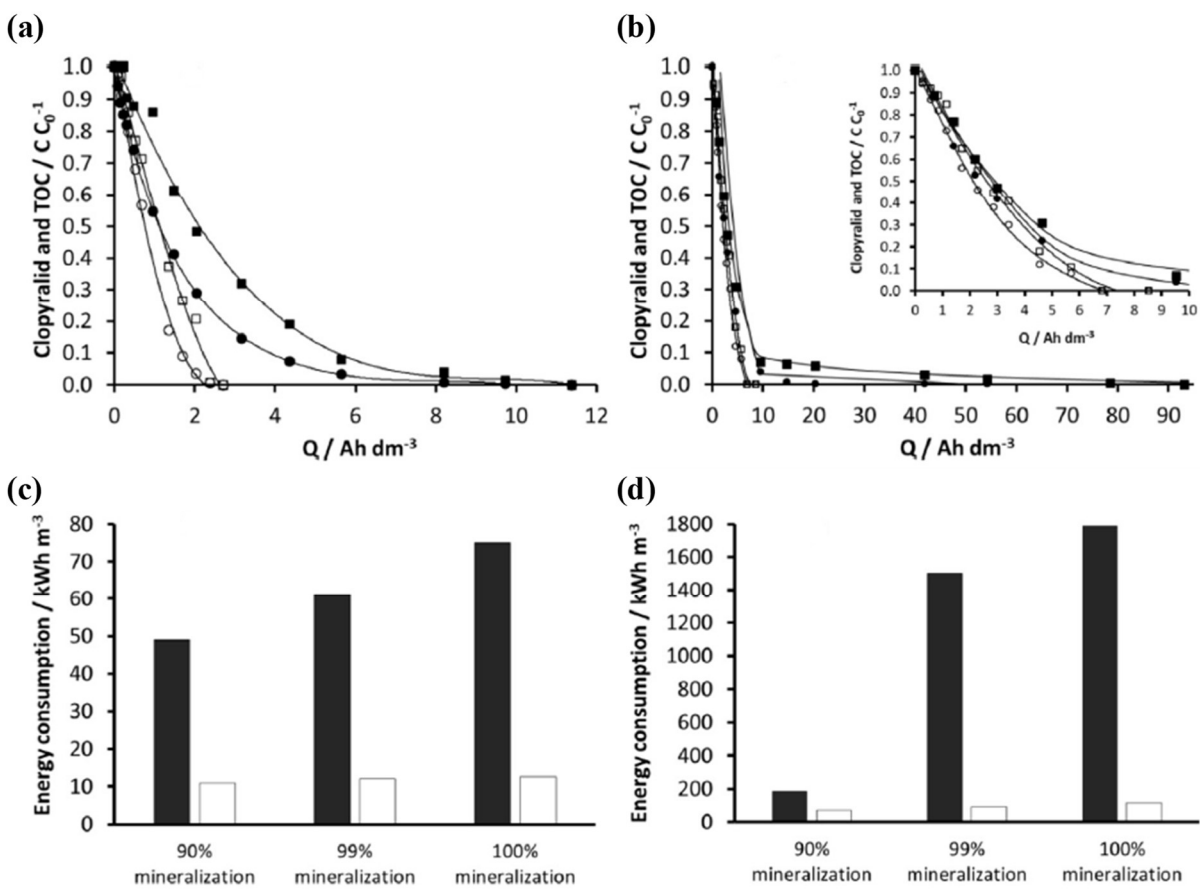 (a)
Clopyralid and TOC / C C₀⁻¹
1.0
0.9
0.8
0.7
0.6
0.5
0.4
0.3
0.2
0.1
0.0
0 2 4 6 8 10 12
Q / Ah dm⁻³
(b)
Clopyralid and TOC / C C₀⁻¹
1.0
0.9
0.8
0.7
0.6
0.5
0.4
0.3
0.2
0.1
0.0
0 10 20 30 40 50 60 70 80 90
Q / Ah dm⁻³
Clopyralid and TOC / C C₀⁻¹
1.0
0.9
0.8
0.7
0.6
0.5
0.4
0.3
0.2
0.1
0.0
0 1 2 3 4 5 6 7 8 9 10
Q / Ah dm⁻³
(c)
Energy consumption / kWh m⁻³
80
70
60
50
40
30
20
10
0
90% 99% 100%
mineralization mineralization mineralization
(d)
Energy consumption / kWh m⁻³
1800
1600
1400
1200
1000
800
600
400
200
0
90% 99% 100%
mineralization mineralization mineralization